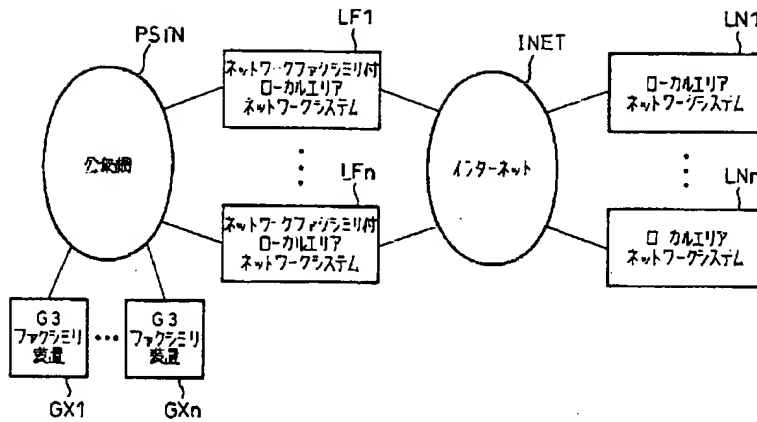 PSTN
LF1
INET
LN1
ネットワークファクシミリ付
ローカルエリア
ネットワークシステム
ローカルエリア
ネットワークシステム
公衆網
インターネット
LFn
LNn
ネットワークファクシミリ付
ローカルエリア
ネットワークシステム
ロ カルエリア
ネットワークシステム
G3
ファクシミリ
装置
G3
ファクシミリ
装置
GX1
GXn